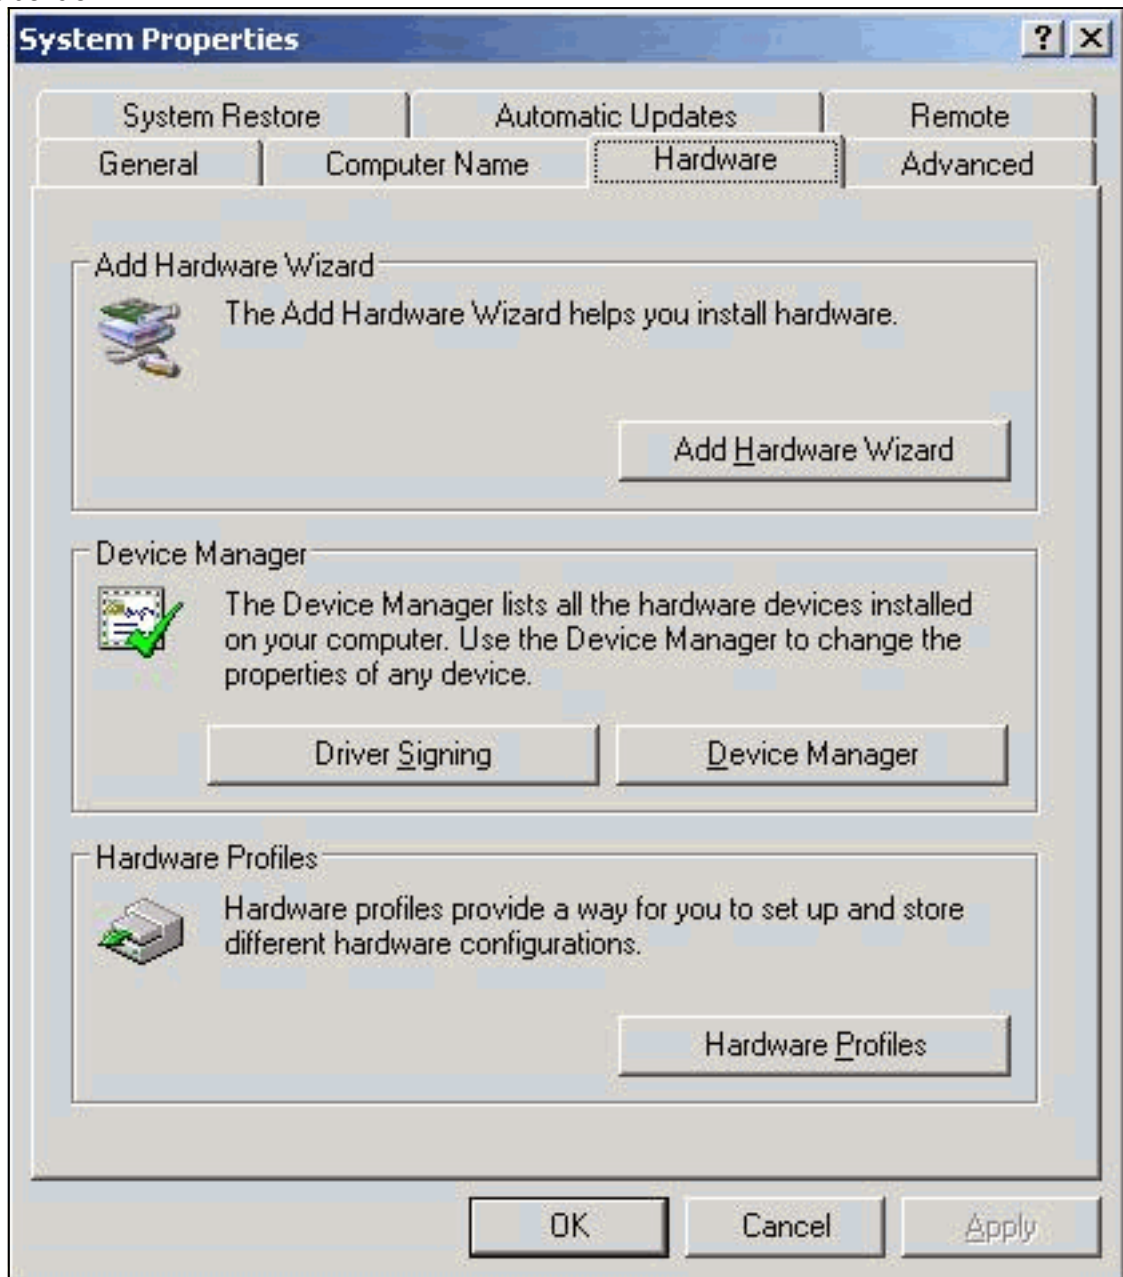 System Properties
System Restore
Automatic Updates
Remote
General
Computer Name
Hardware
Advanced
Add Hardware Wizard
The Add Hardware Wizard helps you install hardware.
Add Hardware Wizard
Device Manager
The Device Manager lists all the hardware devices installed
on your computer. Use the Device Manager to change the
properties of any device.
Driver Signing
Device Manager
Hardware Profiles
Hardware profiles provide a way for you to set up and store
different hardware configurations.
Hardware Profiles
OK
Cancel
Apply